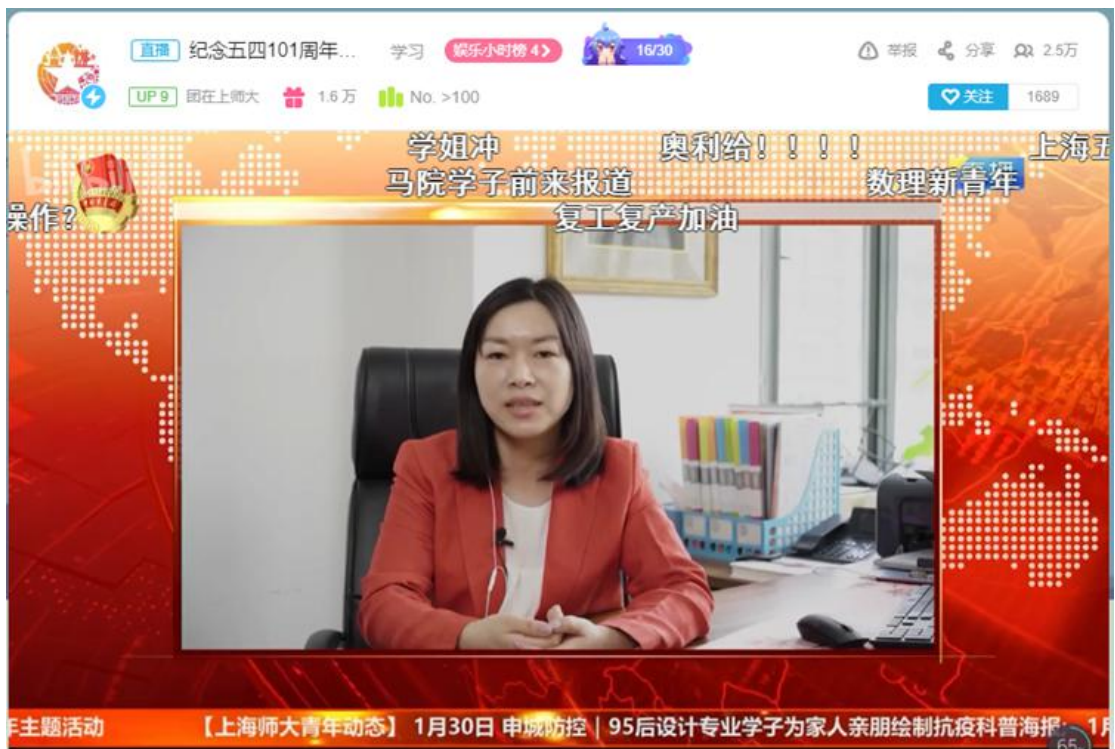 直播 纪念五四101周年... 学习 娱乐小时榜 4> 16/30 举报 分享 2.5万
UP 9 团在上师大 1.6万 No. >100 关注 1689
学姐冲 奥利给！！！！ 上海五
马院学子前来报道 数理新青年
操作? 复工复产加油
年主题活动 【上海师大青年动态】 1月30日 申城防控 | 95后设计专业学子为家人亲朋绘制抗疫科普海报
65